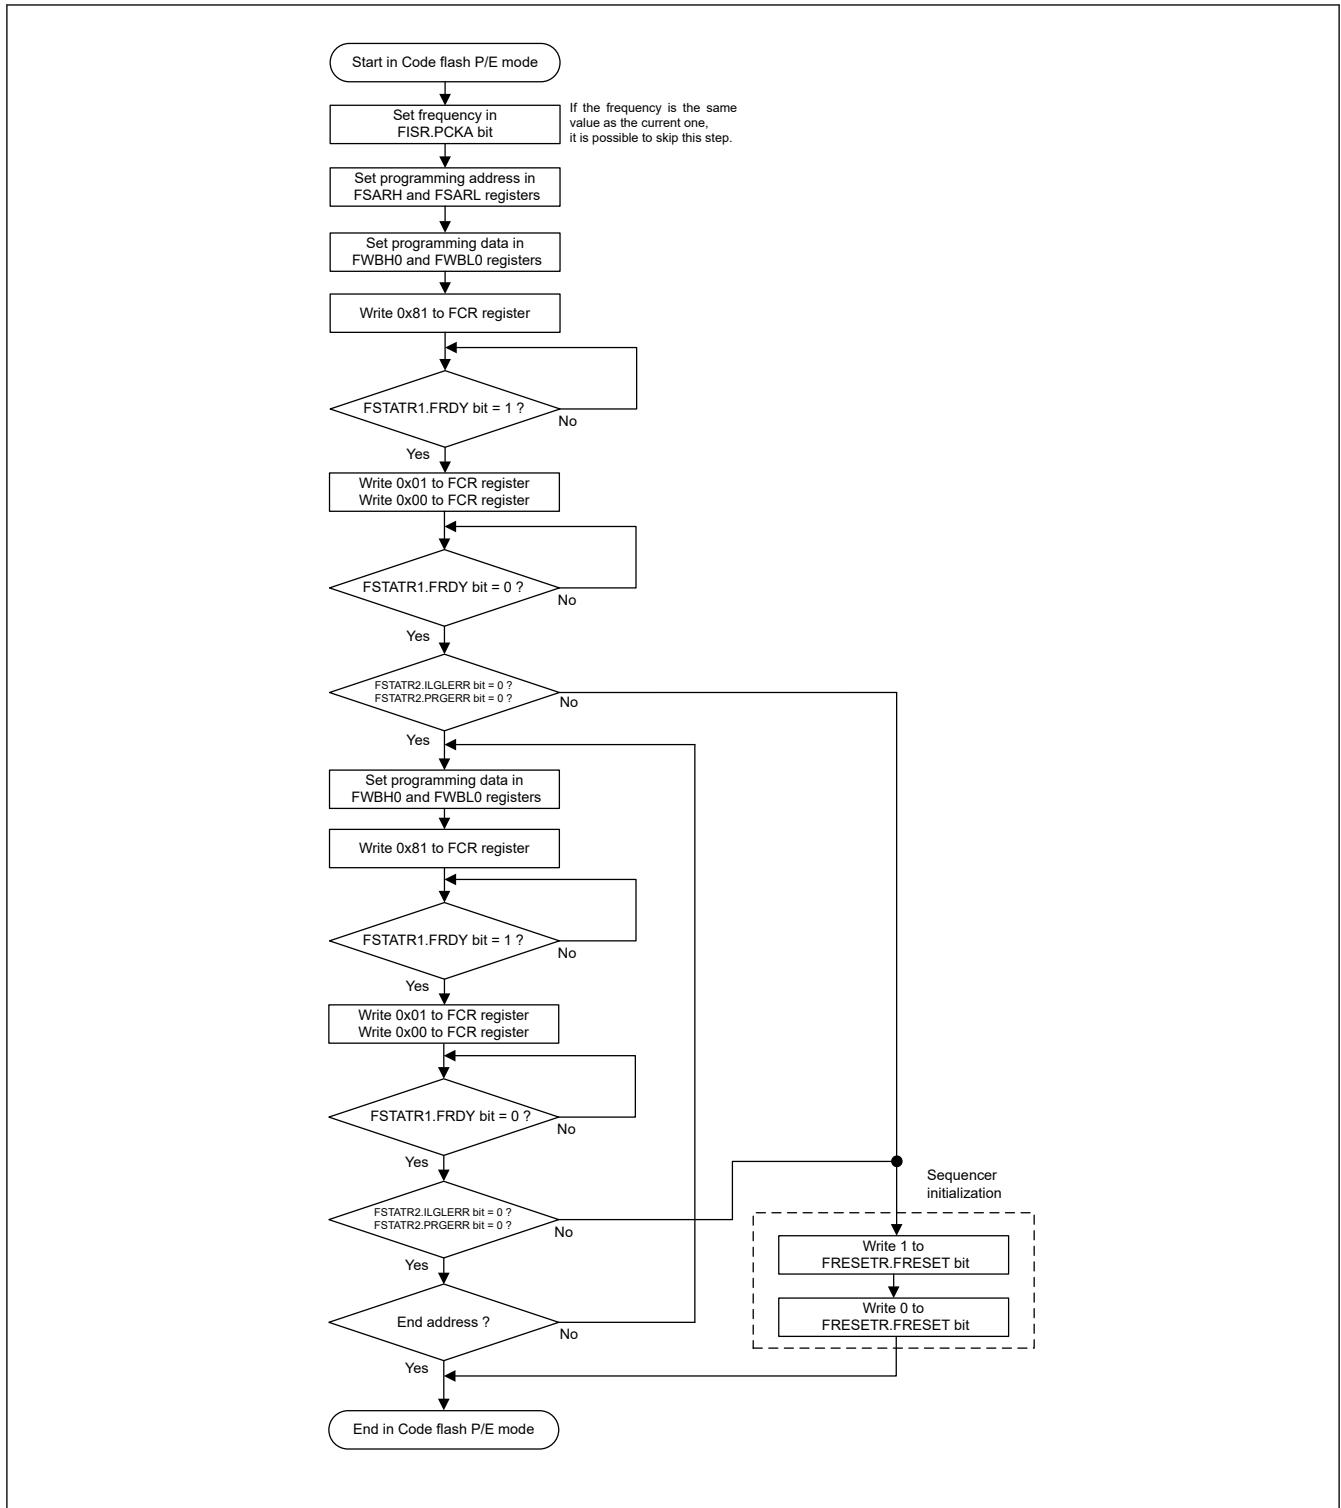 Start in Code flash P/E mode
Set frequency in
FISR.PCKA bit
If the frequency is the same
value as the current one,
it is possible to skip this step.
Set programming address in
FSARH and FSARL registers
Set programming data in
FWBH0 and FWBL0 registers
Write 0x81 to FCR register
FSTATR1.FRDY bit = 1 ?
No
Yes
Write 0x01 to FCR register
Write 0x00 to FCR register
FSTATR1.FRDY bit = 0 ?
No
Yes
FSTATR2.ILGLERR bit = 0 ?
FSTATR2.PRGERR bit = 0 ?
No
Yes
Set programming data in
FWBH0 and FWBL0 registers
Write 0x81 to FCR register
FSTATR1.FRDY bit = 1 ?
No
Yes
Write 0x01 to FCR register
Write 0x00 to FCR register
FSTATR1.FRDY bit = 0 ?
No
Yes
Sequencer
initialization
FSTATR2.ILGLERR bit = 0 ?
FSTATR2.PRGERR bit = 0 ?
No
Yes
Write 1 to
FRESETR.FRESET bit
Write 0 to
FRESETR.FRESET bit
End address ?
No
Yes
End in Code flash P/E mode